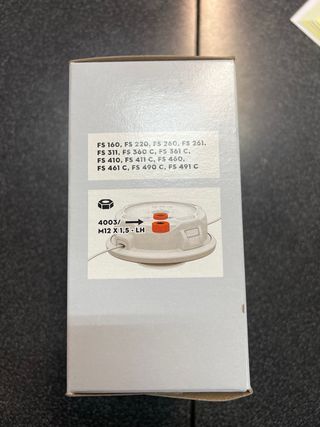 FS 160, FS 220, FS 260, FS 261,
FS 311, FS 360 C, FS 361 C,
FS 410, FS 411 C, FS 460,
FS 461 C, FS 490 C, FS 491 C
4003/
M12 X 1,5 - LH